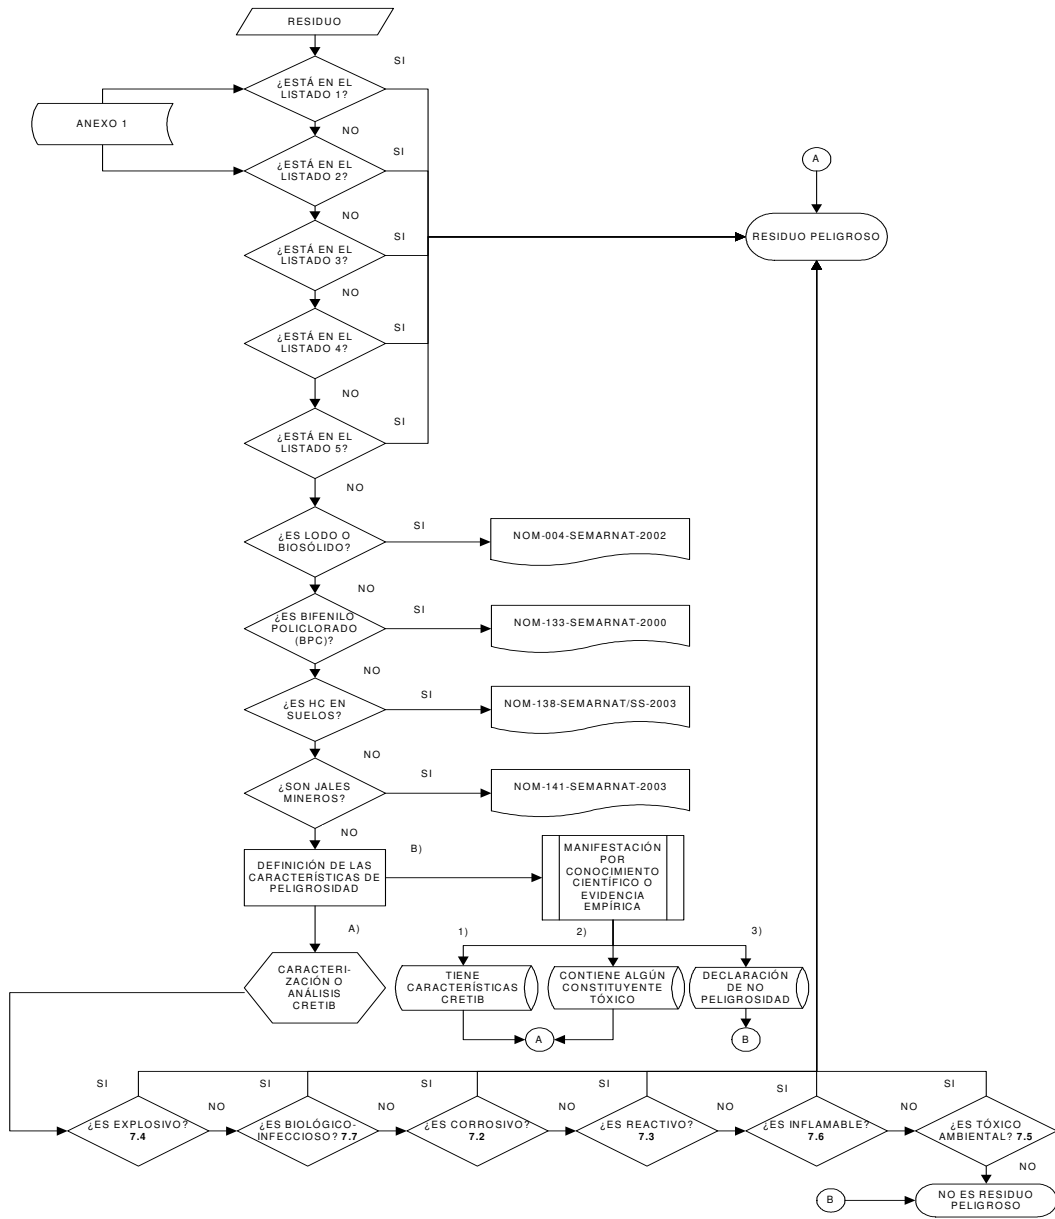 RESIDUO
SI
¿ESTÁ EN EL
LISTADO 1?
ANEXO 1
NO
SI
¿ESTÁ EN EL
LISTADO 2?
A
NO
SI
¿ESTÁ EN EL
LISTADO 3?
RESIDUO PELIGROSO
NO
SI
¿ESTÁ EN EL
LISTADO 4?
NO
SI
¿ESTÁ EN EL
LISTADO 5?
NO
SI
¿ES LODO O
BIOSÓLIDO?
NOM-004-SEMARNAT-2002
NO
SI
¿ES BIFENILO
POLICLORADO
(BPC)?
NOM-133-SEMARNAT-2000
NO
SI
¿ES HC EN
SUELOS?
NOM-138-SEMARNAT/SS-2003
NO
SI
¿SON JALES
MINEROS?
NOM-141-SEMARNAT-2003
NO
DEFINICIÓN DE LAS
CARACTERÍSTICAS DE
PELIGROSIDAD
B)
MANIFESTACIÓN
POR
CONOCIMIENTO
CIENTÍFICO O
EVIDENCIA
EMPÍRICA
A)
1)
2)
3)
CARACTERI-
ZACIÓN O
ANÁLISIS
CRETIB
TIENE
CARACTERÍSTICAS
CRETIB
CONTIENE ALGÚN
CONSTITUYENTE
TÓXICO
DECLARACIÓN
DE NO
PELIGROSIDAD
A
B
SI
¿ES EXPLOSIVO?
7.4
NO
SI
¿ES BIOLÓGICO-
INFECCIOSO? 7.7
NO
SI
¿ES CORROSIVO?
7.2
NO
SI
¿ES REACTIVO?
7.3
NO
SI
¿ES INFLAMABLE?
7.6
NO
SI
¿ES TÓXICO
AMBIENTAL? 7.5
NO
B
NO ES RESIDUO
PELIGROSO